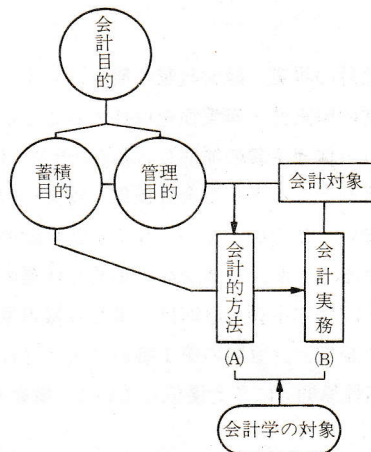 会計目的
蓄積目的
管理目的
会計対象
会計的方法
会計実務
(A)
(B)
会計学の対象